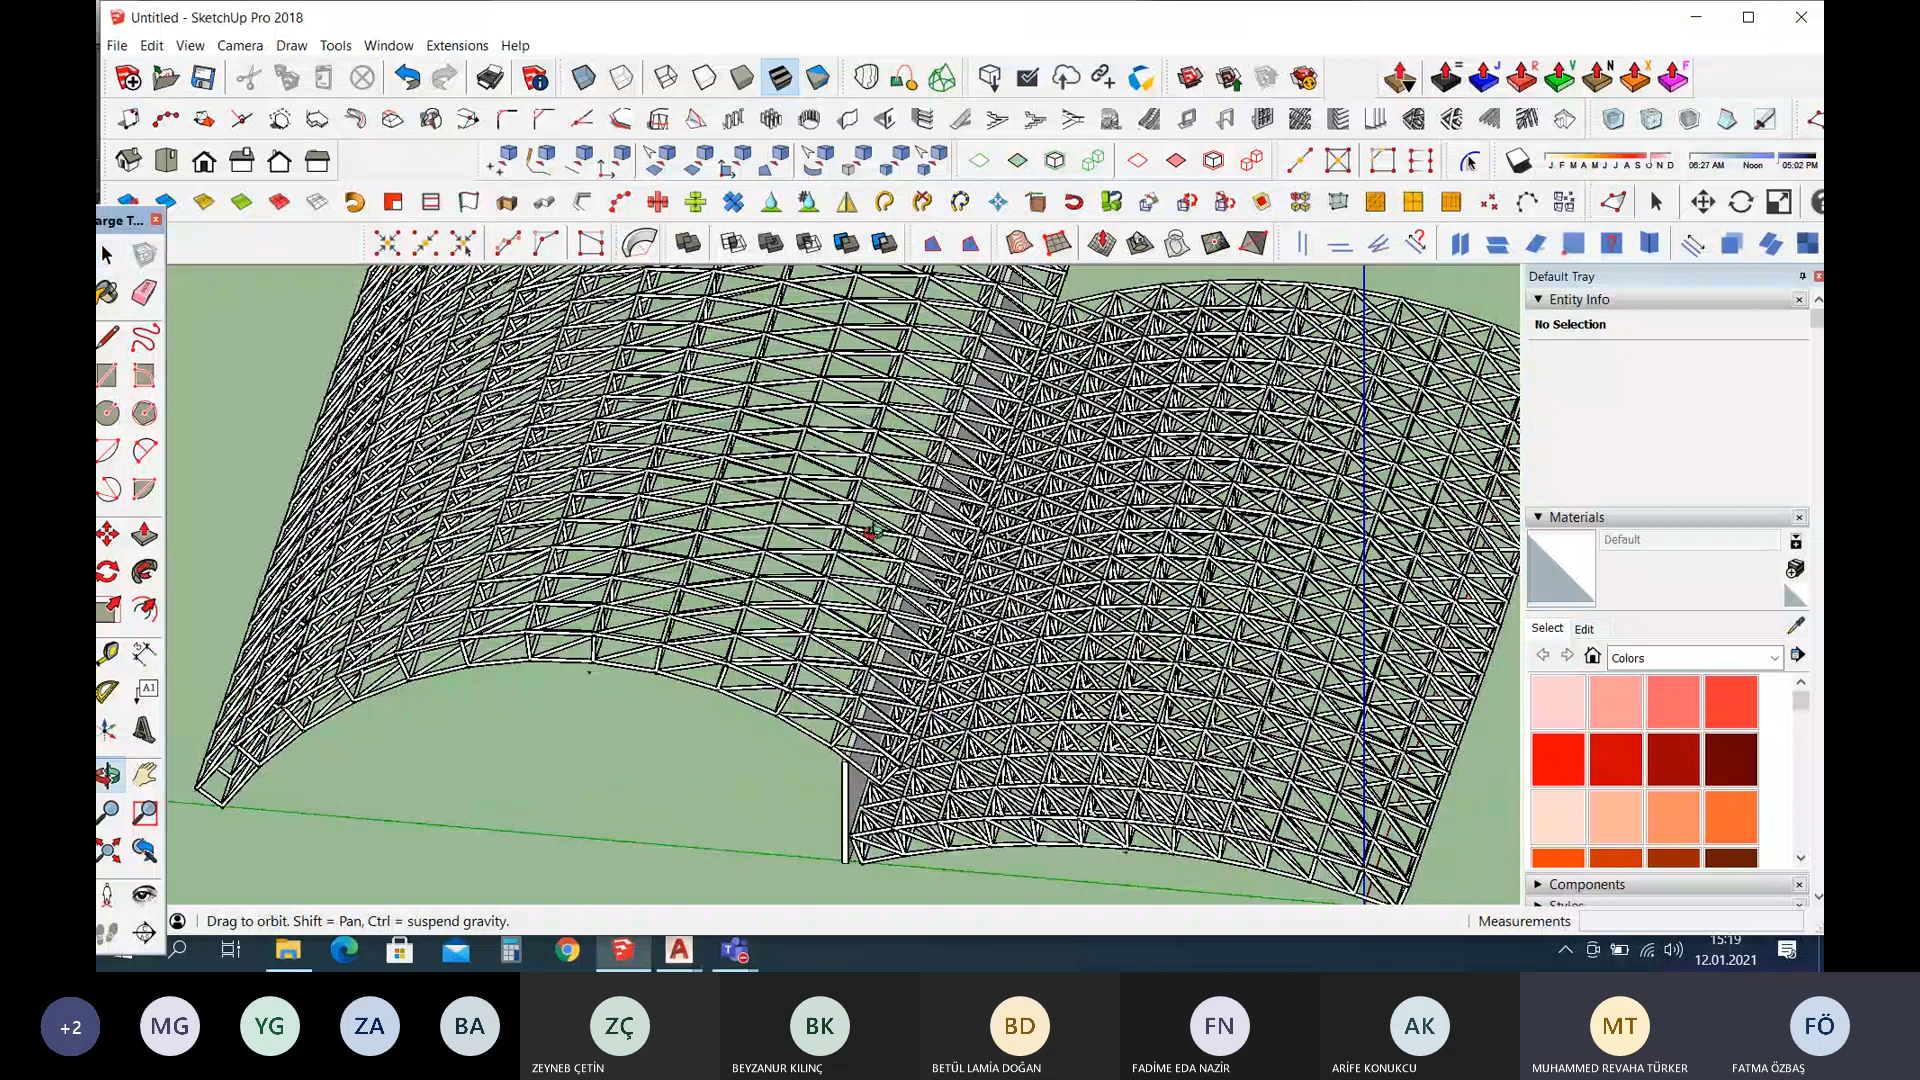 Untitled - SketchUp Pro 2018
File Edit View Camera Draw Tools Window Extensions Help
= J R V N X F
J F M A M J J A S O N D
06:27 AM Noon 05:02 PM
arge T...
Default Tray
Entity Info
No Selection
Materials
Default
Select Edit
Colors
Components
Styles
A1
Drag to orbit. Shift = Pan, Ctrl = suspend gravity.
Measurements
15:19
12.01.2021
+2 MG YG ZA BA ZÇ BK BD FN AK MT FÖ
ZEYNEB ÇETİN BEYZANUR KILINÇ BETÜL LAMİA DOĞAN FADİME EDA NAZİR ARİFE KONUKCU MUHAMMED REVAHA TÜRKER FATMA ÖZBAŞ